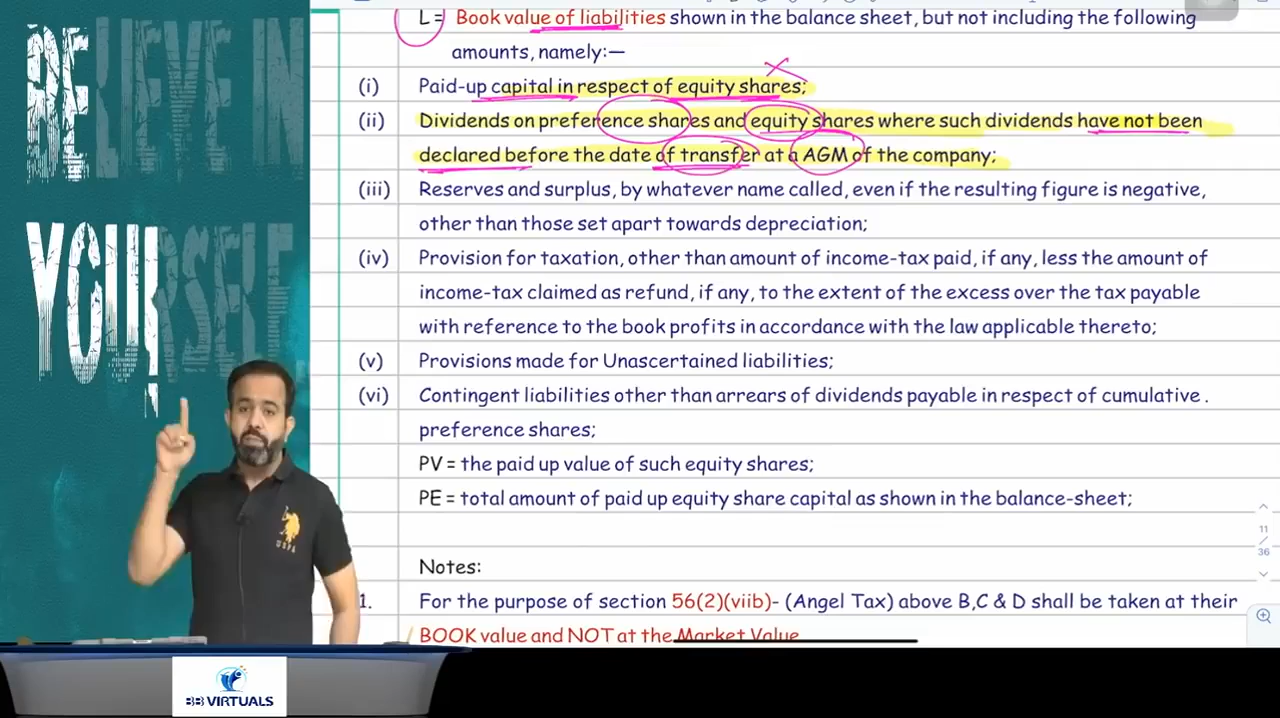 BELIEVE IN
YOURSELF
L = Book value of liabilities shown in the balance sheet, but not including the following
amounts, namely:—
(i) Paid-up capital in respect of equity shares;
(ii) Dividends on preference shares and equity shares where such dividends have not been
declared before the date of transfer at a AGM of the company;
(iii) Reserves and surplus, by whatever name called, even if the resulting figure is negative,
other than those set apart towards depreciation;
(iv) Provision for taxation, other than amount of income-tax paid, if any, less the amount of
income-tax claimed as refund, if any, to the extent of the excess over the tax payable
with reference to the book profits in accordance with the law applicable thereto;
(v) Provisions made for Unascertained liabilities;
(vi) Contingent liabilities other than arrears of dividends payable in respect of cumulative .
preference shares;
PV = the paid up value of such equity shares;
PE = total amount of paid up equity share capital as shown in the balance-sheet;
11
/
36
Notes:
1. For the purpose of section 56(2)(viib)- (Angel Tax) above B,C & D shall be taken at their
BOOK value and NOT at the Market Value
USPA
BB VIRTUALS